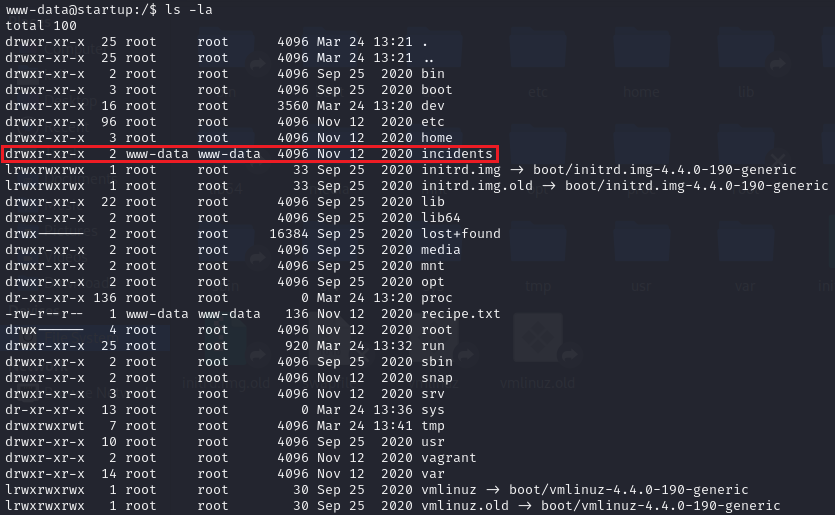 www-data@startup:/$ ls -la
total 100
drwxr-xr-x  25 root     root      4096 Mar 24 13:21 .
drwxr-xr-x  25 root     root      4096 Mar 24 13:21 ..
drwxr-xr-x   2 root     root      4096 Sep 25  2020 bin
drwxr-xr-x   3 root     root      4096 Sep 25  2020 boot
drwxr-xr-x  16 root     root      3560 Mar 24 13:20 dev
drwxr-xr-x  96 root     root      4096 Nov 12  2020 etc
drwxr-xr-x   3 root     root      4096 Nov 12  2020 home
drwxr-xr-x   2 www-data www-data  4096 Nov 12  2020 incidents
lrwxrwxrwx   1 root     root        33 Sep 25  2020 initrd.img -> boot/initrd.img-4.4.0-190-generic
lrwxrwxrwx   1 root     root        33 Sep 25  2020 initrd.img.old -> boot/initrd.img-4.4.0-190-generic
drwxr-xr-x  22 root     root      4096 Sep 25  2020 lib
drwxr-xr-x   2 root     root      4096 Sep 25  2020 lib64
drwx------   2 root     root     16384 Sep 25  2020 lost+found
drwxr-xr-x   2 root     root      4096 Sep 25  2020 media
drwxr-xr-x   2 root     root      4096 Sep 25  2020 mnt
drwxr-xr-x   2 root     root      4096 Sep 25  2020 opt
dr-xr-xr-x 136 root     root         0 Mar 24 13:20 proc
-rw-r--r--   1 www-data www-data   136 Nov 12  2020 recipe.txt
drwx------   4 root     root      4096 Nov 12  2020 root
drwxr-xr-x  25 root     root       920 Mar 24 13:32 run
drwxr-xr-x   2 root     root      4096 Sep 25  2020 sbin
drwxr-xr-x   2 root     root      4096 Nov 12  2020 snap
drwxr-xr-x   3 root     root      4096 Nov 12  2020 srv
dr-xr-xr-x  13 root     root         0 Mar 24 13:36 sys
drwxrwxrwt   7 root     root      4096 Mar 24 13:41 tmp
drwxr-xr-x  10 root     root      4096 Sep 25  2020 usr
drwxr-xr-x   2 root     root      4096 Nov 12  2020 vagrant
drwxr-xr-x  14 root     root      4096 Nov 12  2020 var
lrwxrwxrwx   1 root     root        30 Sep 25  2020 vmlinuz -> boot/vmlinuz-4.4.0-190-generic
lrwxrwxrwx   1 root     root        30 Sep 25  2020 vmlinuz.old -> boot/vmlinuz-4.4.0-190-generic
etc
home
lib
tmp
usr
var
vmlinuz.old